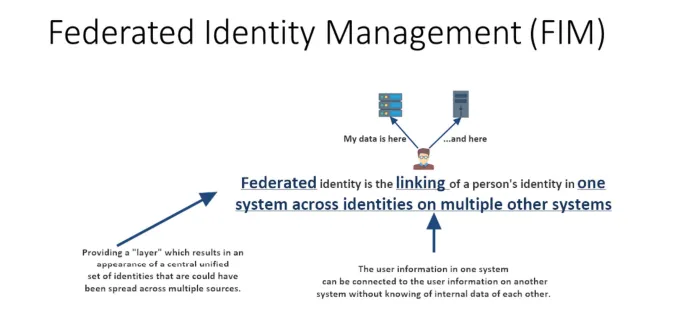 Federated Identity Management (FIM)
My data is here
...and here
Federated identity is the linking of a person's identity in one
system across identities on multiple other systems
Providing a "layer" which results in an
appearance of a central unified
set of identities that are could have
been spread across multiple sources.
The user information in one system
can be connected to the user information on another
system without knowing of internal data of each other.